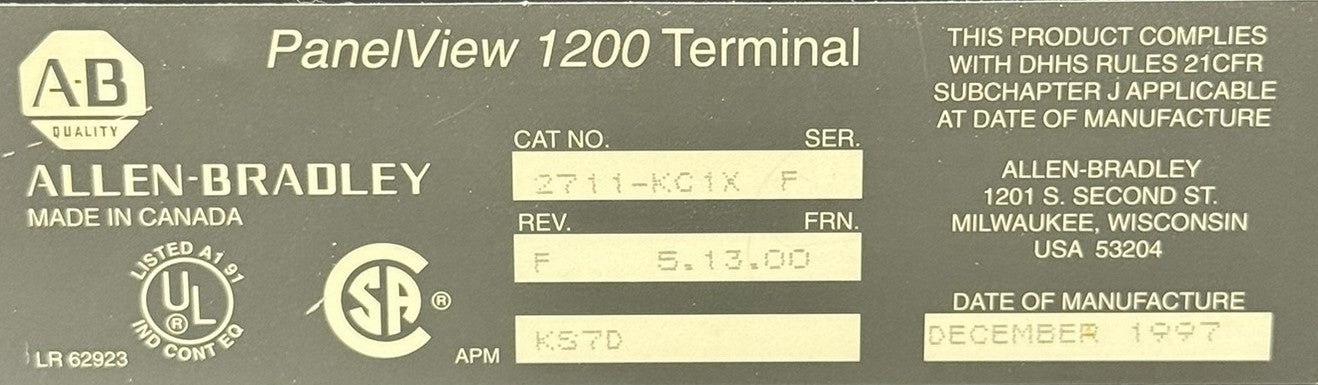 A-B
QUALITY
ALLEN-BRADLEY
MADE IN CANADA
LISTED A1 91
UL
®
IND CONT EQ
LR 62923
SA ®
PanelView 1200 Terminal
CAT NO. SER.
2711-KC1X F
REV. FRN.
F 5.13.00
APM KS7D
THIS PRODUCT COMPLIES
WITH DHHS RULES 21CFR
SUBCHAPTER J APPLICABLE
AT DATE OF MANUFACTURE
ALLEN-BRADLEY
1201 S. SECOND ST.
MILWAUKEE, WISCONSIN
USA 53204
DATE OF MANUFACTURE
DECEMBER 1997